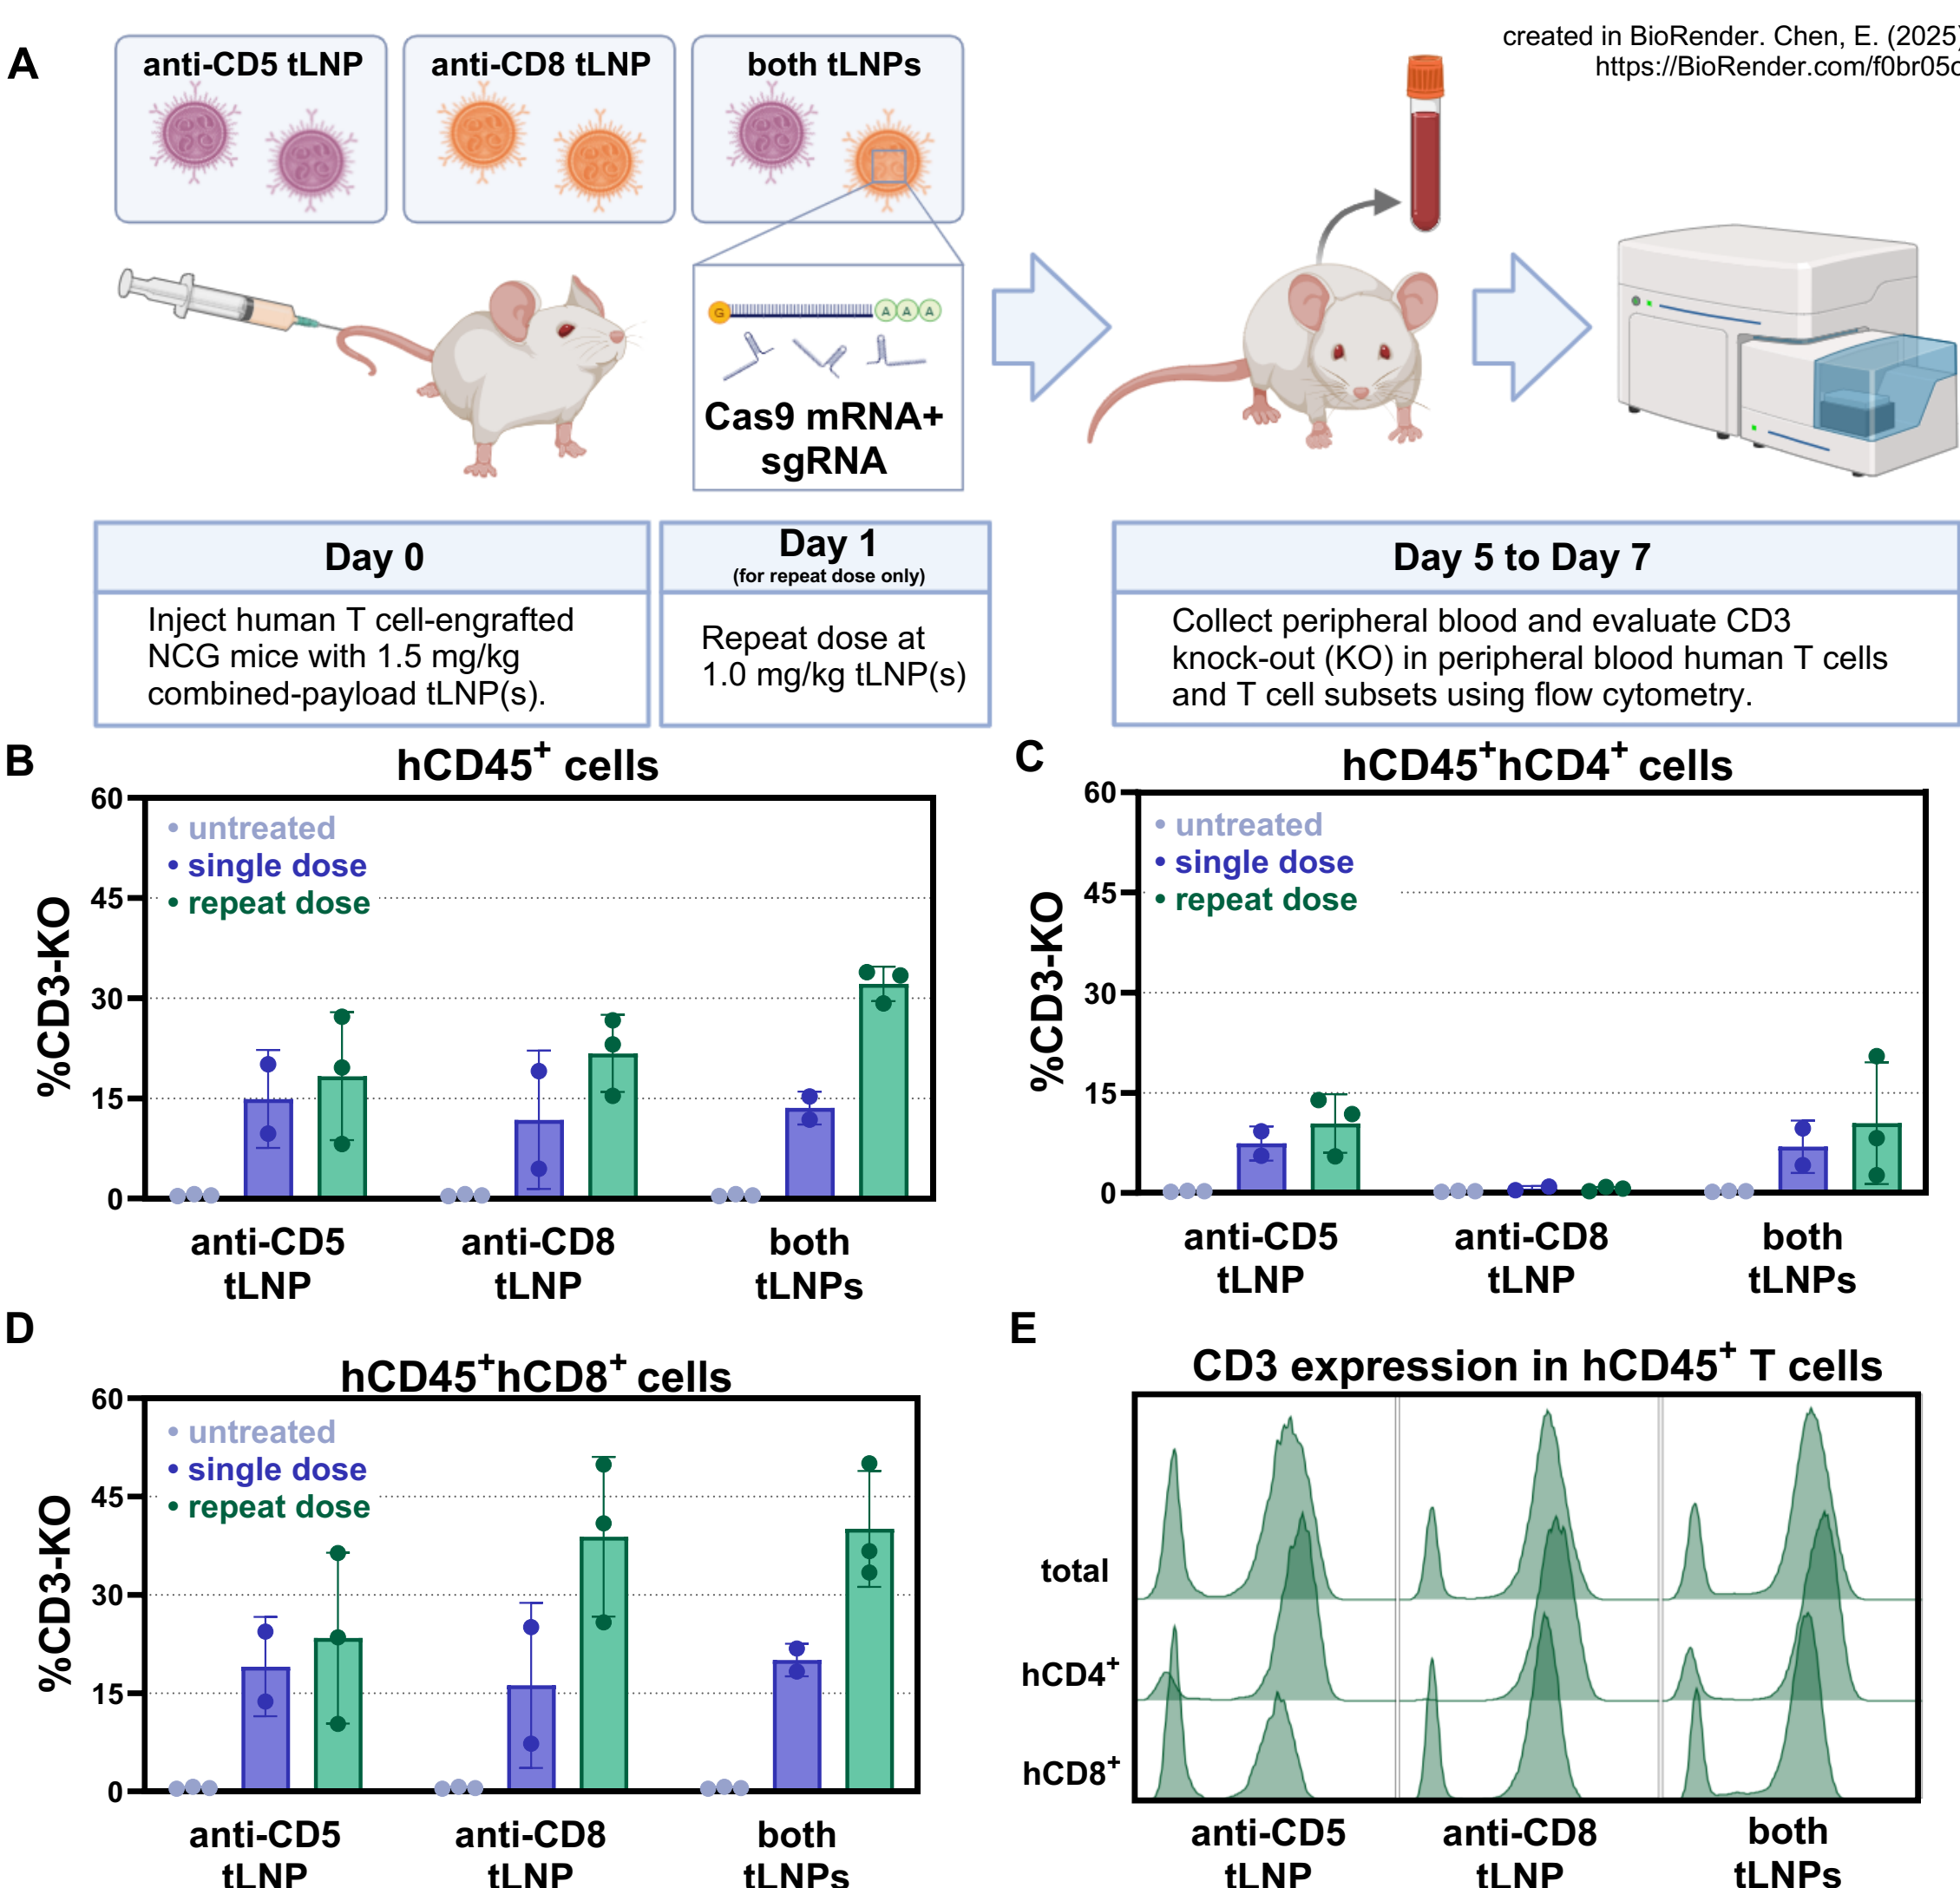 created in BioRender. Chen, E. (2025)
https://BioRender.com/f0br05c
A
anti-CD5 tLNP
anti-CD8 tLNP
both tLNPs
G
A A A
Cas9 mRNA+
sgRNA
Day 0
Inject human T cell-engrafted
NCG mice with 1.5 mg/kg
combined-payload tLNP(s).
Day 1
(for repeat dose only)
Repeat dose at
1.0 mg/kg tLNP(s)
Day 5 to Day 7
Collect peripheral blood and evaluate CD3
knock-out (KO) in peripheral blood human T cells
and T cell subsets using flow cytometry.
B
hCD45+ cells
%CD3-KO
60
45
30
15
0
• untreated
• single dose
• repeat dose
anti-CD5
tLNP
anti-CD8
tLNP
both
tLNPs
C
hCD45+hCD4+ cells
%CD3-KO
60
45
30
15
0
• untreated
• single dose
• repeat dose
anti-CD5
tLNP
anti-CD8
tLNP
both
tLNPs
D
hCD45+hCD8+ cells
%CD3-KO
60
45
30
15
0
• untreated
• single dose
• repeat dose
anti-CD5
tLNP
anti-CD8
tLNP
both
tLNPs
E
CD3 expression in hCD45+ T cells
total
hCD4+
hCD8+
anti-CD5
tLNP
anti-CD8
tLNP
both
tLNPs